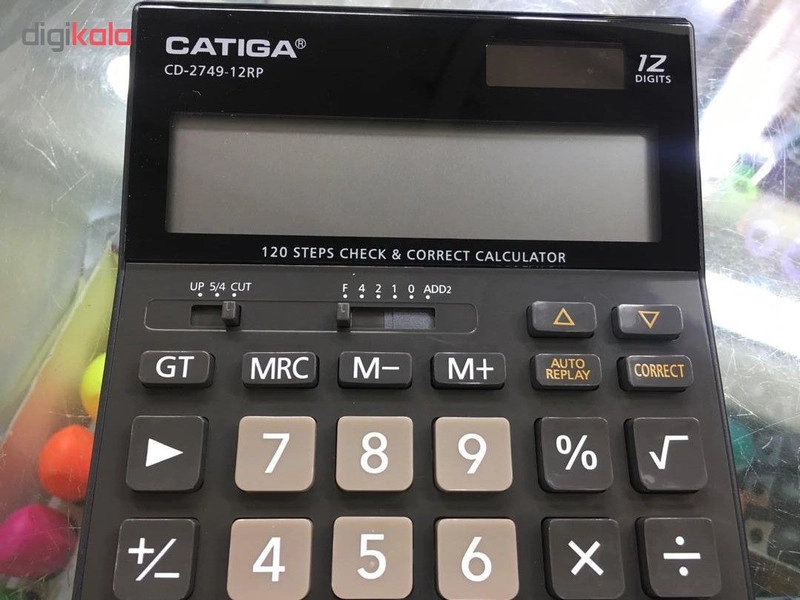 digikala
CATIGA®
CD-2749-12RP
12
DIGITS
120 STEPS CHECK & CORRECT CALCULATOR
UP 5/4 CUT
F 4 2 1 0 ADD2
△ ▽
GT MRC M− M+ AUTO REPLAY CORRECT
▶ 7 8 9 % √
+/− 4 5 6 × ÷